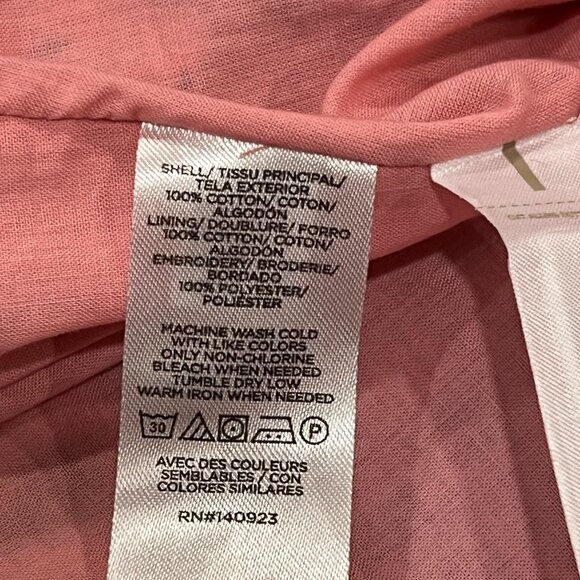 SHELL/ TISSU PRINCIPAL/
TELA EXTERIOR
100% COTTON/ COTON/
ALGODÓN
LINING/ DOUBLURE/ FORRO
100% COTTON/ COTON/
ALGODÓN
EMBROIDERY/ BRODERIE/
BORDADO
100% POLYESTER/
POLIÉSTER
MACHINE WASH COLD
WITH LIKE COLORS
ONLY NON-CHLORINE
BLEACH WHEN NEEDED
TUMBLE DRY LOW
WARM IRON WHEN NEEDED
30 P
AVEC DES COULEURS
SEMBLABLES/ CON
COLORES SIMILARES
RN#140923